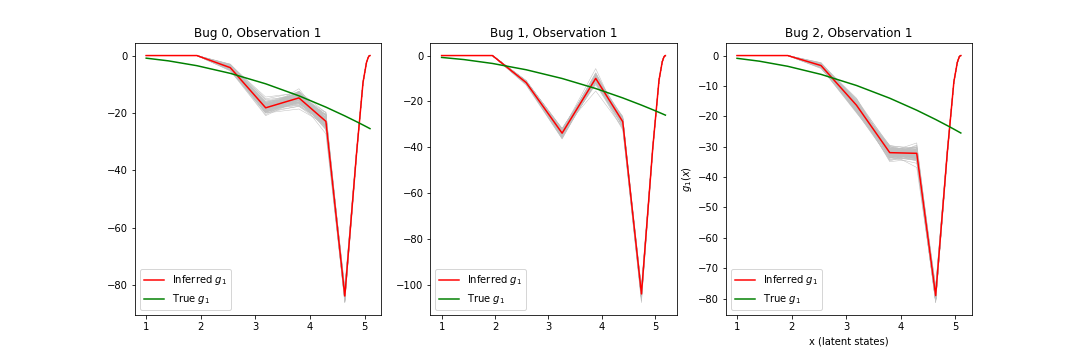 Bug 0, Observation 1
0
−20
−40
−60
−80
1 2 3 4 5
Inferred g₁
True g₁
Bug 1, Observation 1
0
−20
−40
−60
−80
−100
1 2 3 4 5
Inferred g₁
True g₁
Bug 2, Observation 1
g₁(x)
0
−10
−20
−30
−40
−50
−60
−70
−80
1 2 3 4 5
x (latent states)
Inferred g₁
True g₁